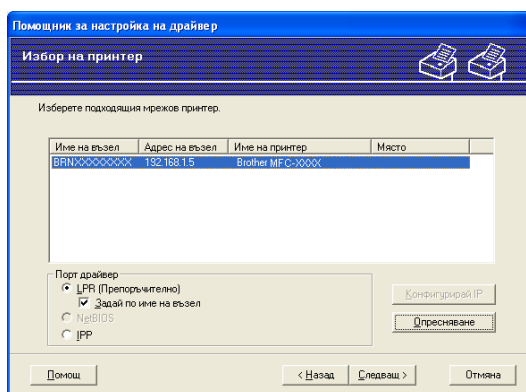 Помощник за настройка на драйвер
Избор на принтер
Изберете подходящия мрежов принтер.
Име на възел Адрес на възел Име на принтер Място
BRNXXXXXXXX 192.168.1.5 Brother MFC-XXXX
Порт драйвер
LPR (Препоръчително)
Задай по име на възел
NetBIOS
IPP
Конфигурирай IP
Опресняване
Помощ < Назад Следващ > Отмяна